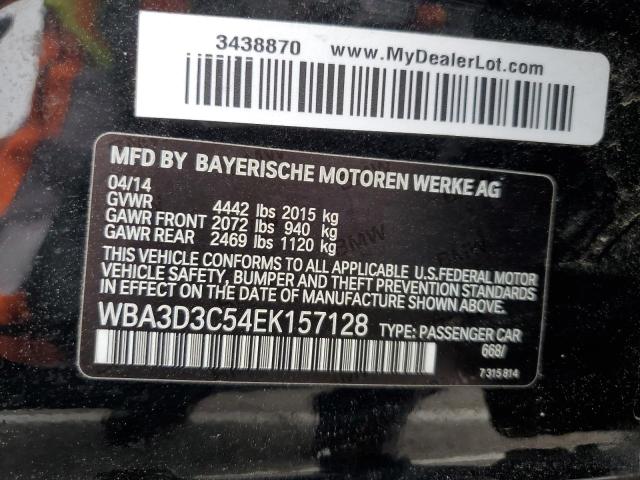 3438870 www.MyDealerLot.com
MFD BY BAYERISCHE MOTOREN WERKE AG
04/14
GVWR 4442 lbs 2015 kg
GAWR FRONT 2072 lbs 940 kg
GAWR REAR 2469 lbs 1120 kg
THIS VEHICLE CONFORMS TO ALL APPLICABLE U.S.FEDERAL MOTOR
VEHICLE SAFETY, BUMPER AND THEFT PREVENTION STANDARDS
IN EFFECT ON THE DATE OF MANUFACTURE SHOWN ABOVE.
WBA3D3C54EK157128 TYPE: PASSENGER CAR
668/
7 315 814